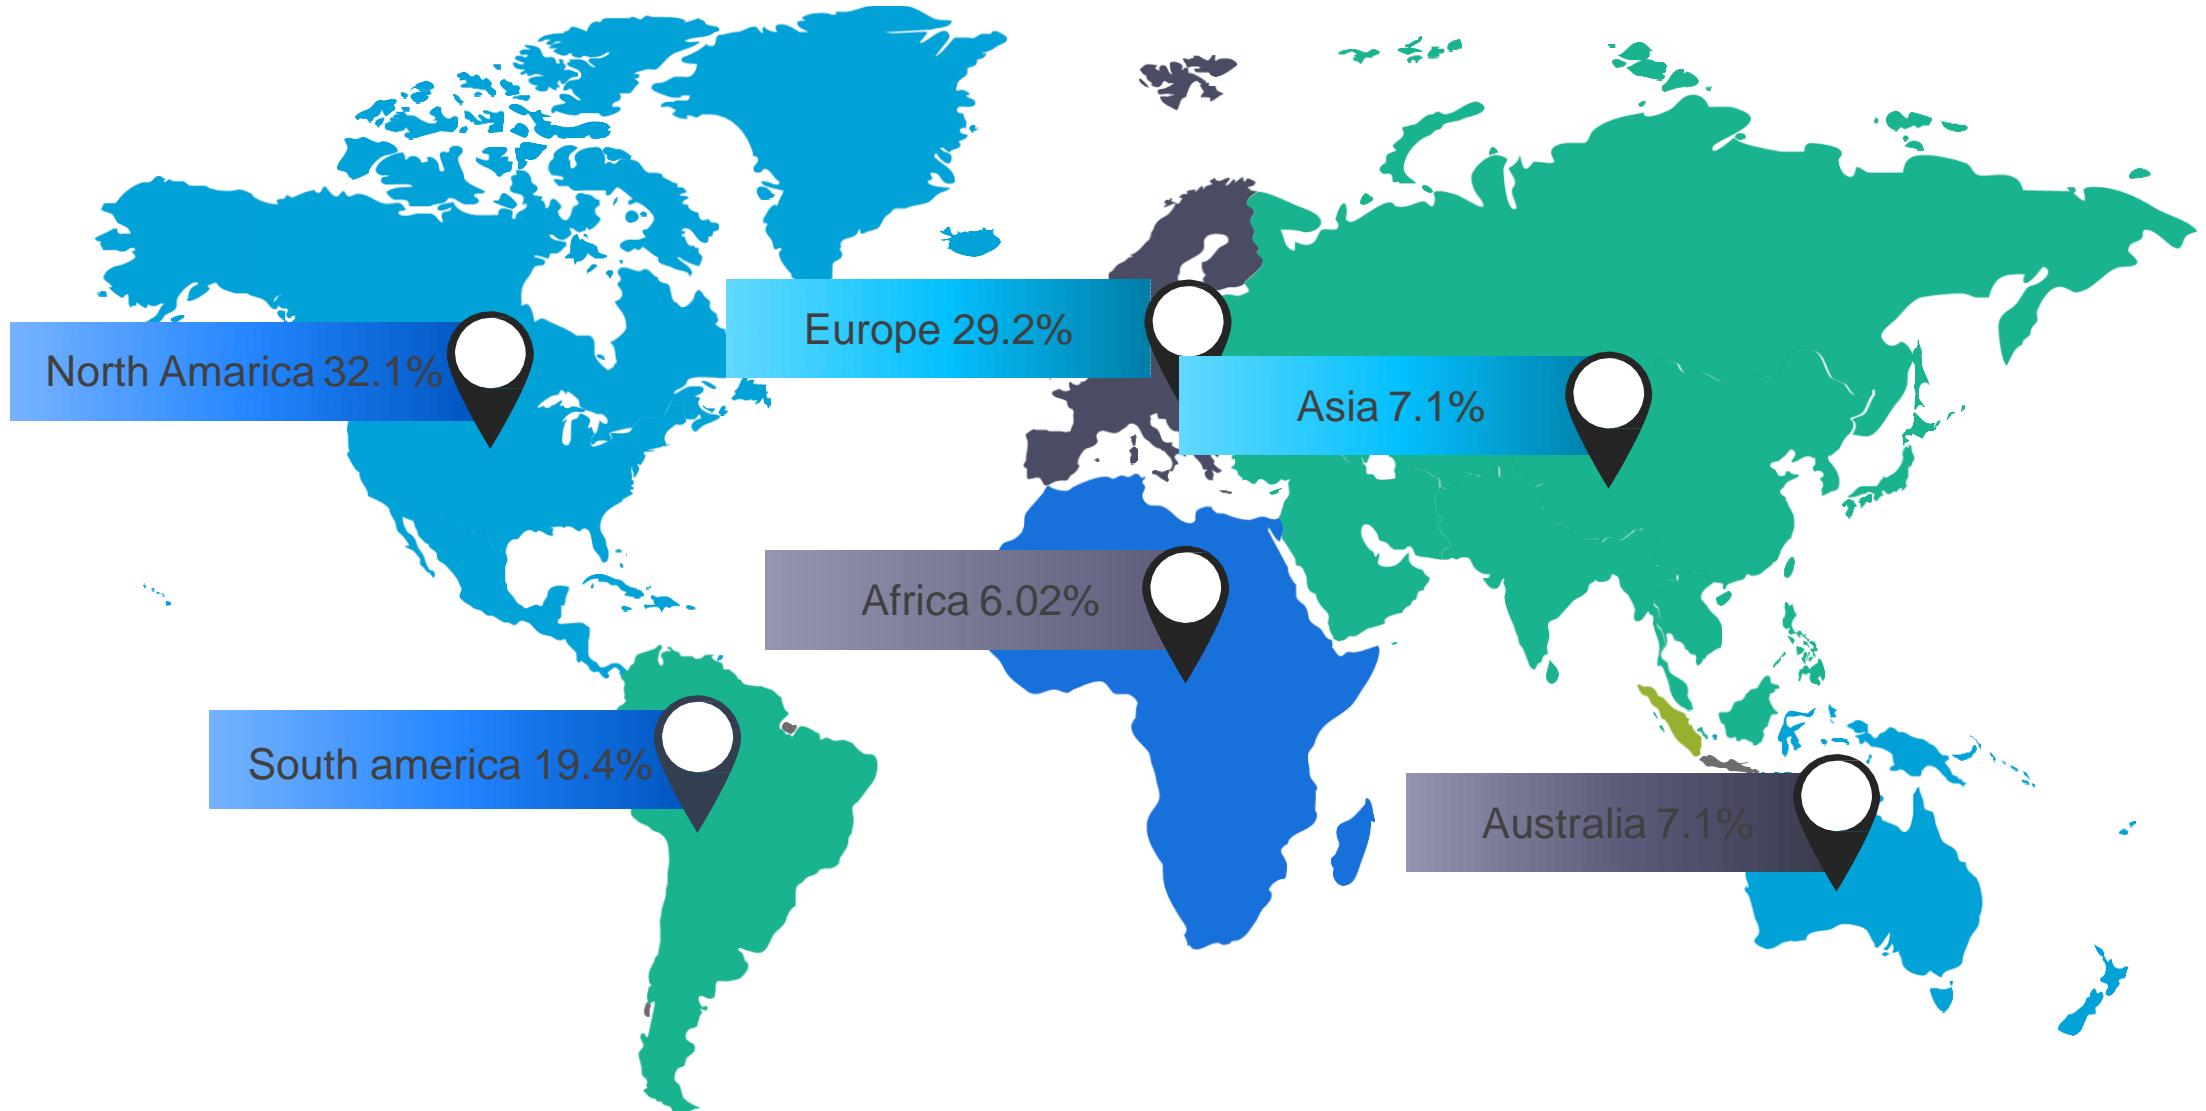 Europe 29.2%
North Amarica 32.1%
Asia 7.1%
Africa 6.02%
South america 19.4%
Australia 7.1%